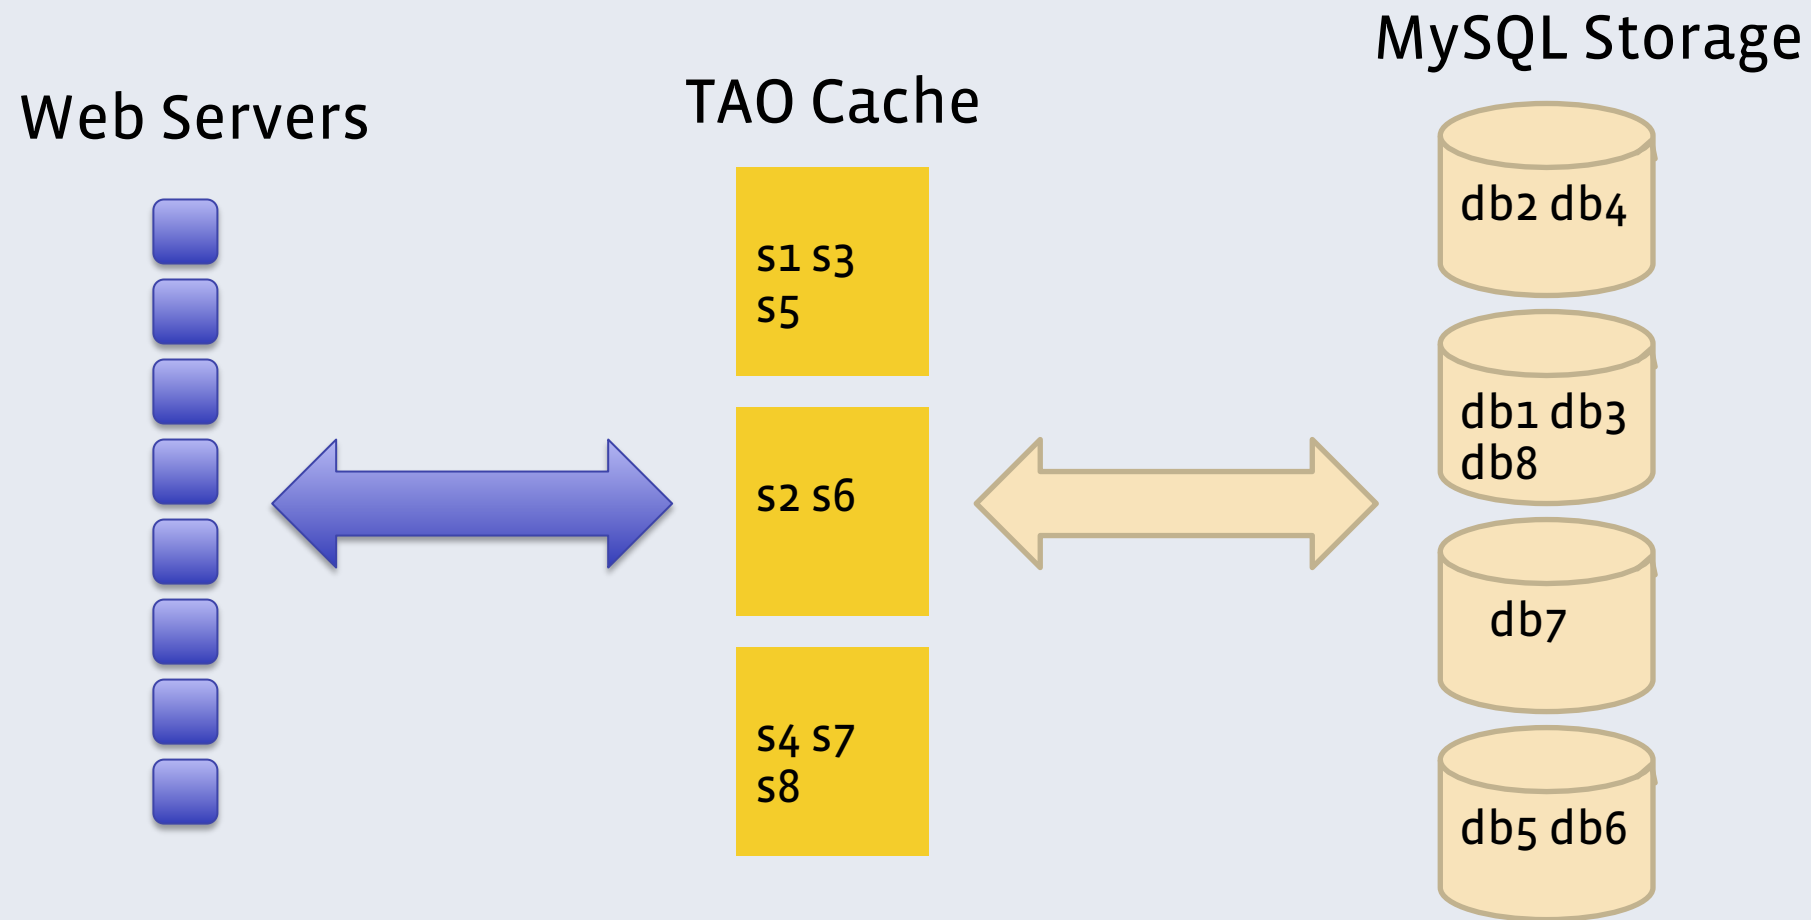 Web Servers
TAO Cache
MySQL Storage
s1 s3
s5
s2 s6
s4 s7
s8
db2 db4
db1 db3
db8
db7
db5 db6